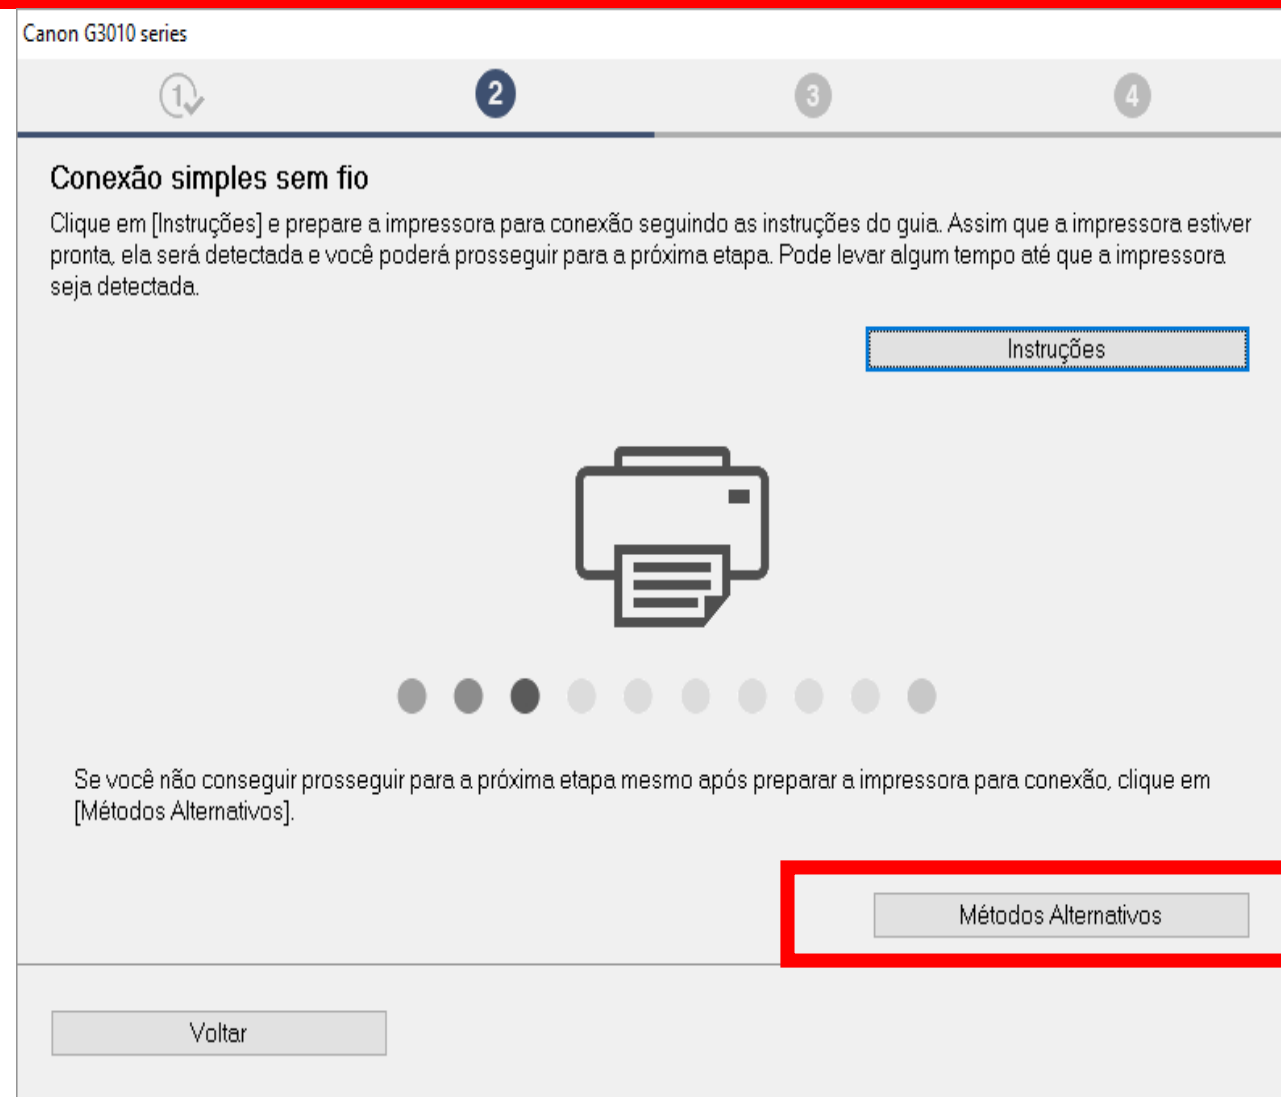 Canon G3010 series
1 2 3 4
Conexão simples sem fio
Clique em [Instruções] e prepare a impressora para conexão seguindo as instruções do guia. Assim que a impressora estiver
pronta, ela será detectada e você poderá prosseguir para a próxima etapa. Pode levar algum tempo até que a impressora
seja detectada.
Instruções
Se você não conseguir prosseguir para a próxima etapa mesmo após preparar a impressora para conexão, clique em
[Métodos Alternativos].
Métodos Alternativos
Voltar